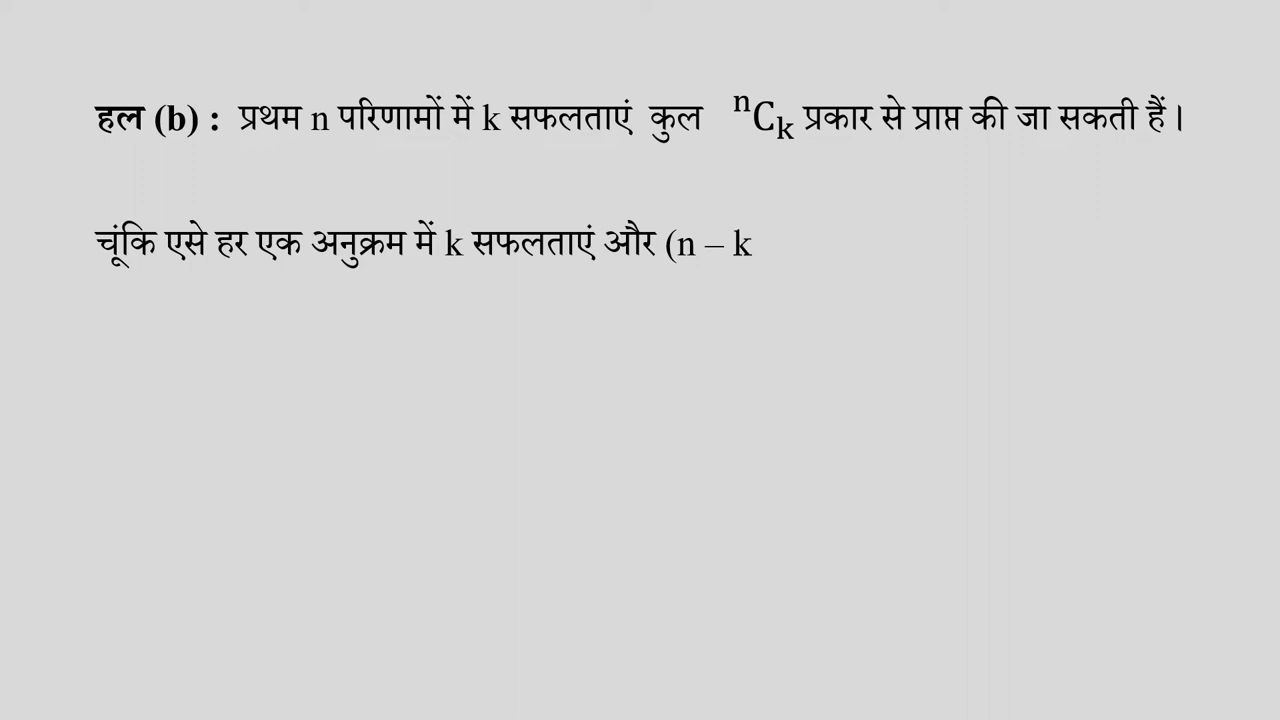 हल (b) : प्रथम n परिणामों में k सफलताएं कुल ⁿCₖ प्रकार से प्राप्त की जा सकती हैं।
चूंकि एसे हर एक अनुक्रम में k सफलताएं और (n – k